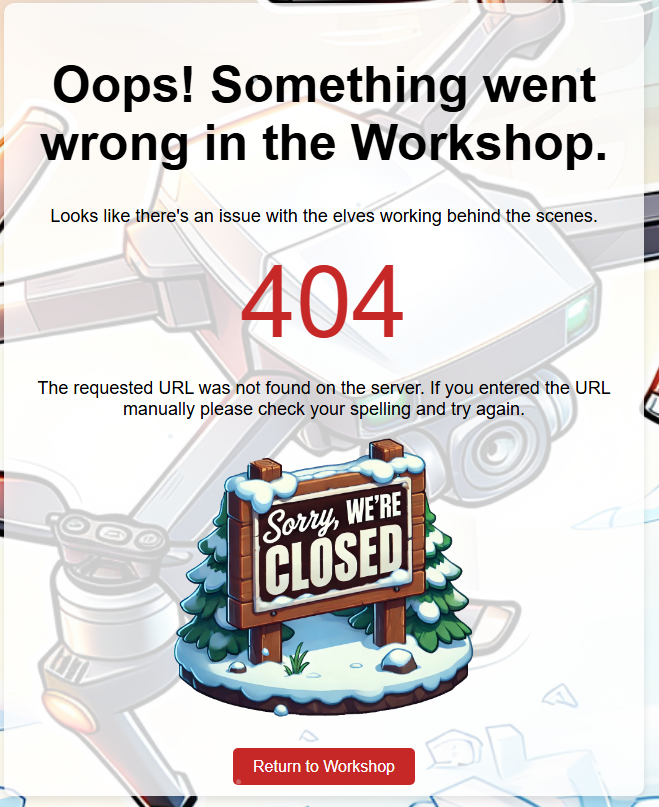 Oops! Something went
wrong in the Workshop.
Looks like there's an issue with the elves working behind the scenes.
404
The requested URL was not found on the server. If you entered the URL
manually please check your spelling and try again.
Sorry, WE'RE
CLOSED
Return to Workshop